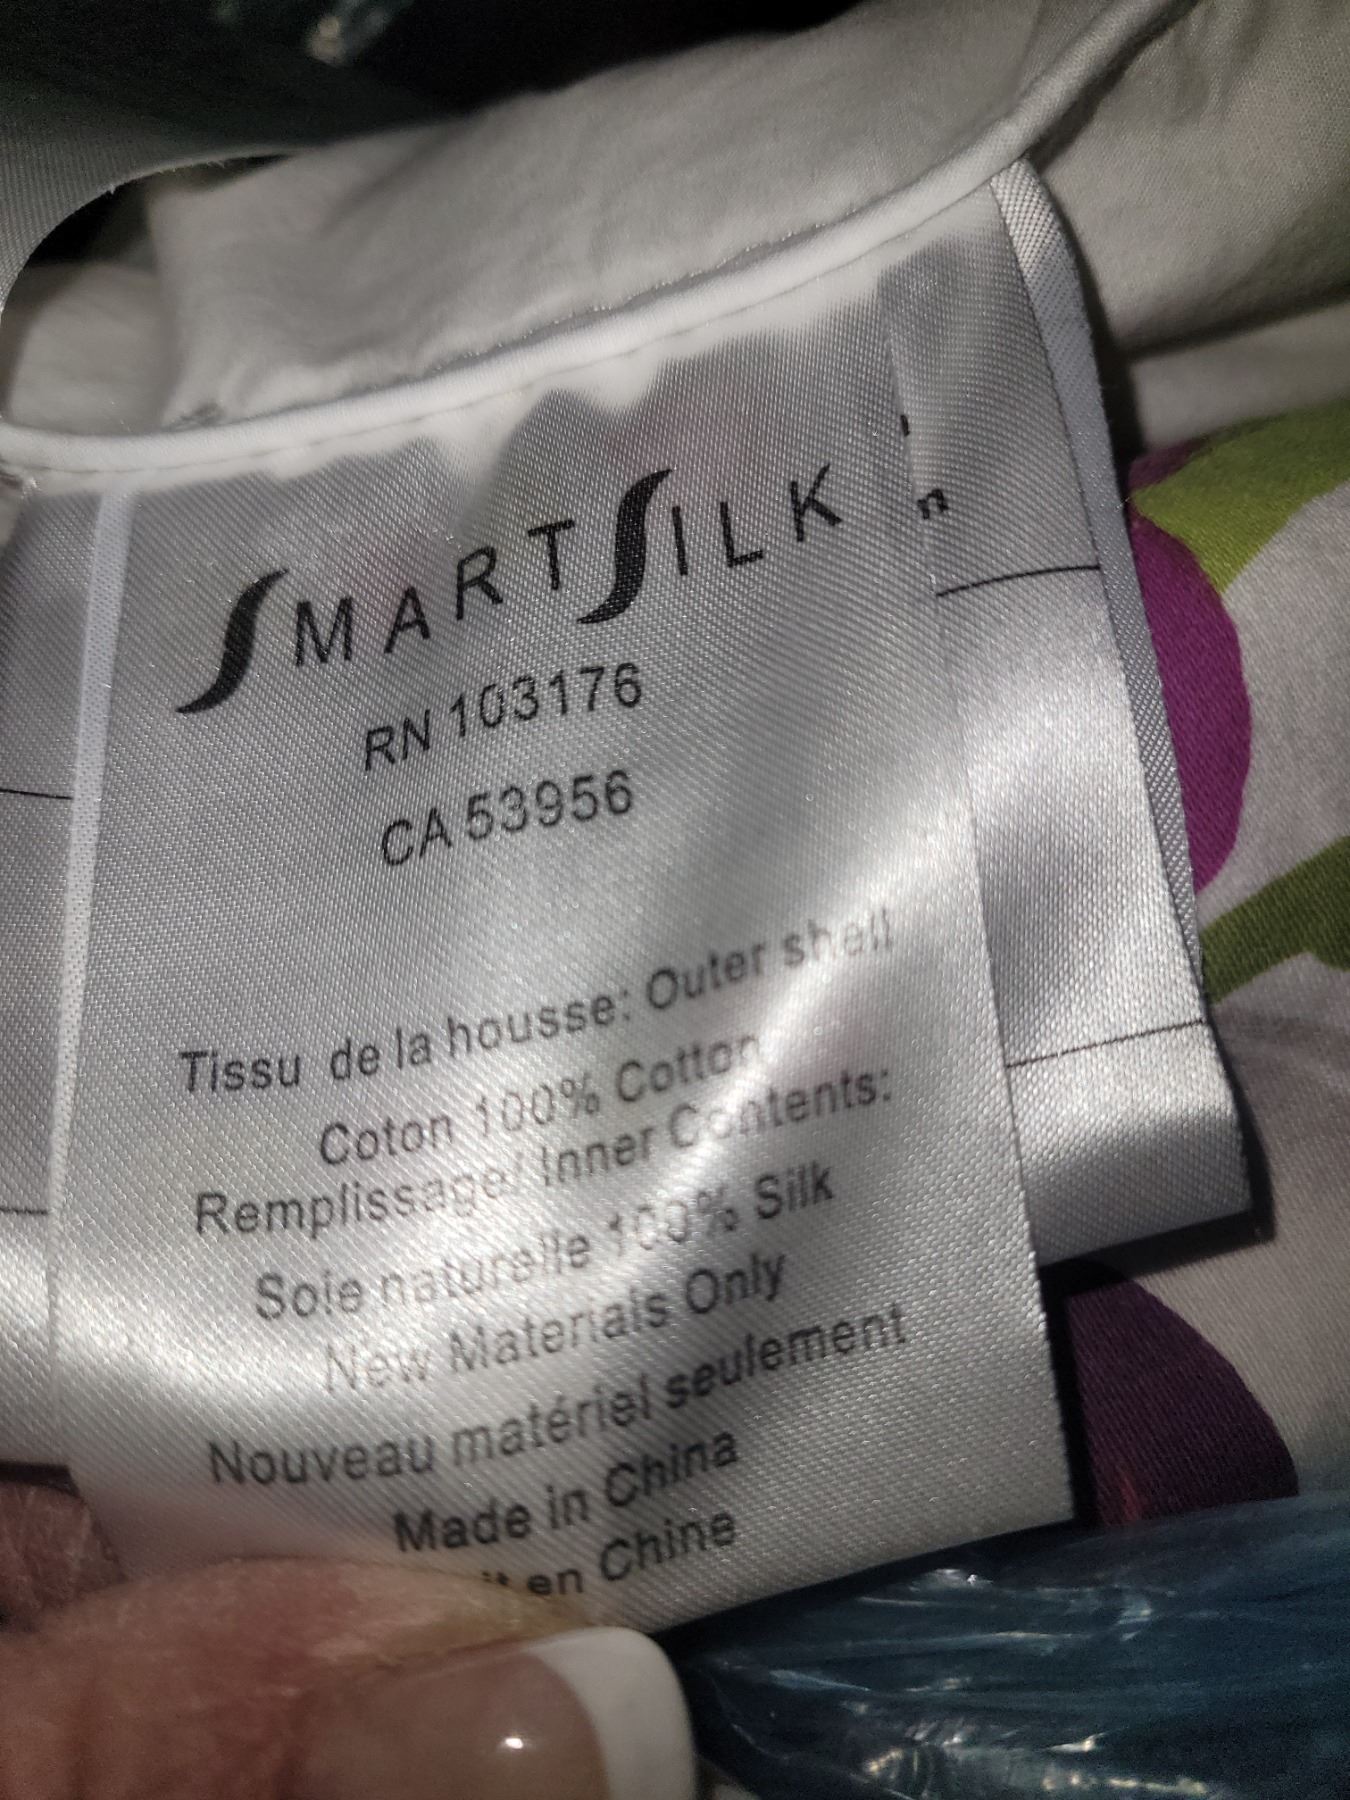 SMARTSILK
RN 103176
CA 53956
Tissu de la housse: Outer shell
Coton 100% Cotton
Remplissage/ Inner Contents:
Soie naturelle 100% Silk
New Materials Only
Nouveau matériel seulement
Made in China
en Chine